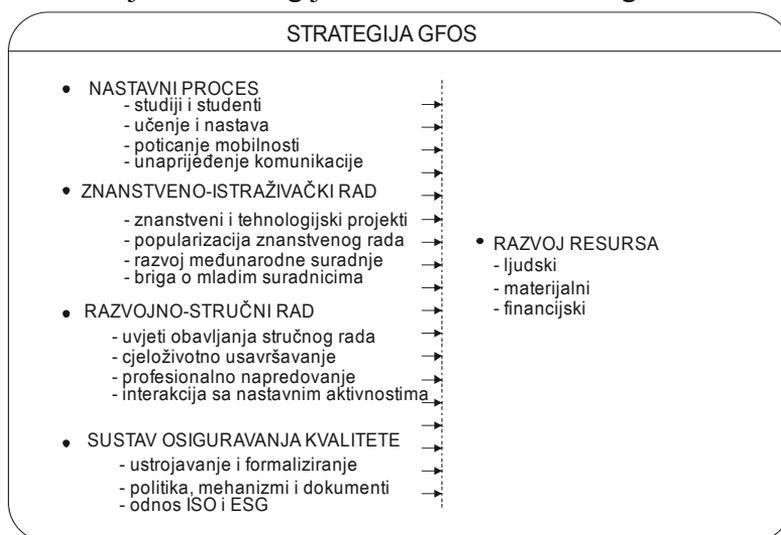 STRATEGIJA GFOS
• NASTAVNI PROCES
- studiji i studenti
- učenje i nastava
- poticanje mobilnosti
- unaprijeđenje komunikacije
• ZNANSTVENO-ISTRAŽIVAČKI RAD
- znanstveni i tehnologijski projekti
- popularizacija znanstvenog rada
- razvoj međunarodne suradnje
- briga o mladim suradnicima
• RAZVOJNO-STRUČNI RAD
- uvjeti obavljanja stručnog rada
- cjeloživotno usavršavanje
- profesionalno napredovanje
- interakcija sa nastavnim aktivnostima
• SUSTAV OSIGURAVANJA KVALITETE
- ustrojavanje i formaliziranje
- politika, mehanizmi i dokumenti
- odnos ISO i ESG
• RAZVOJ RESURSA
- ljudski
- materijalni
- financijski